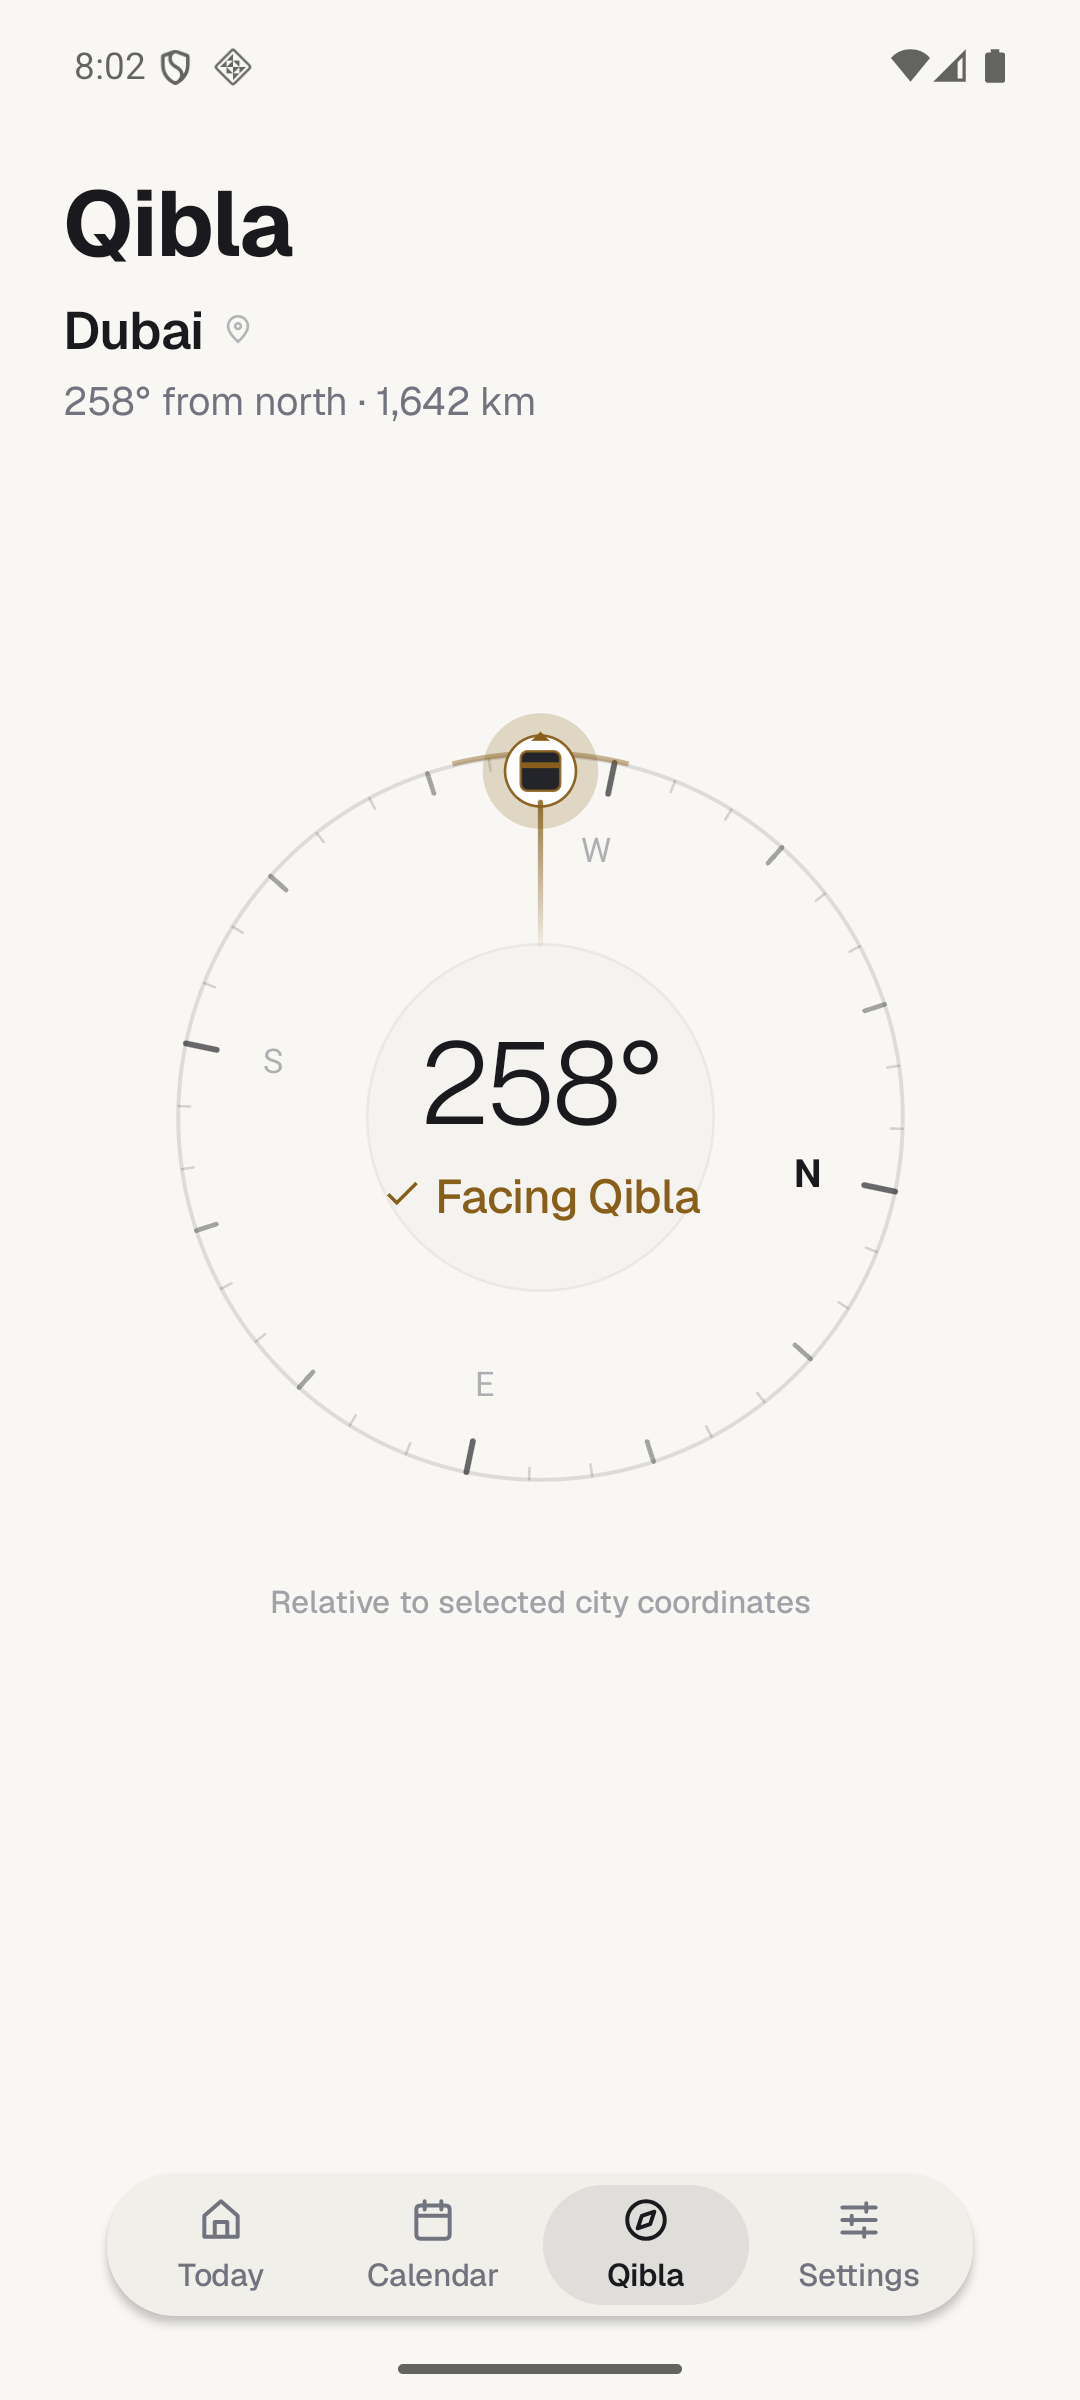 8:02
Qibla
Dubai
258° from north · 1,642 km
W
S
258°
N
Facing Qibla
E
Relative to selected city coordinates
Today
Calendar
Qibla
Settings